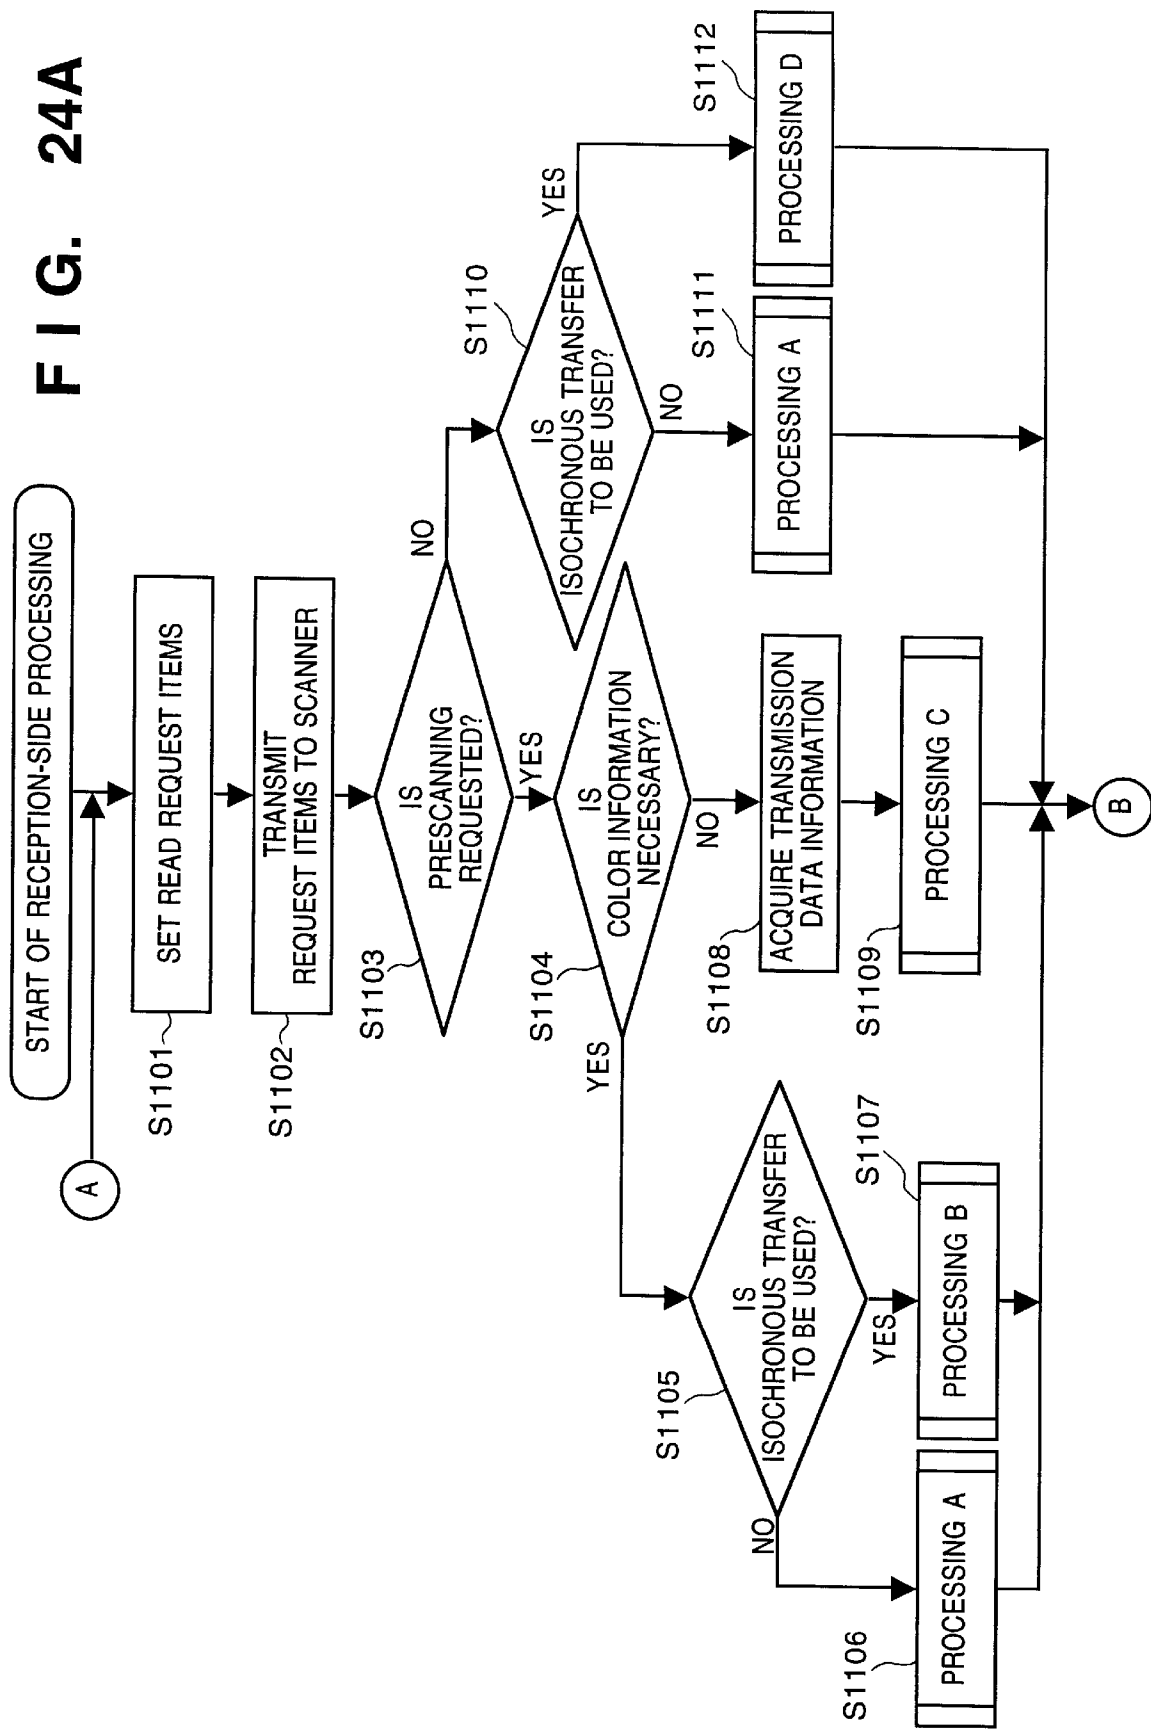 F I G. 24A
START OF RECEPTION-SIDE PROCESSING
A
S1101
SET READ REQUEST ITEMS
S1102
TRANSMIT
REQUEST ITEMS TO SCANNER
S1103
IS
PRESCANNING
REQUESTED?
NO
YES
S1104
IS
COLOR INFORMATION
NECESSARY?
YES
NO
S1110
IS
ISOCHRONOUS TRANSFER
TO BE USED?
YES
NO
S1105
IS
ISOCHRONOUS TRANSFER
TO BE USED?
NO
YES
S1106
PROCESSING A
S1107
PROCESSING B
S1108
ACQUIRE TRANSMISSION
DATA INFORMATION
S1109
PROCESSING C
S1111
PROCESSING A
S1112
PROCESSING D
B